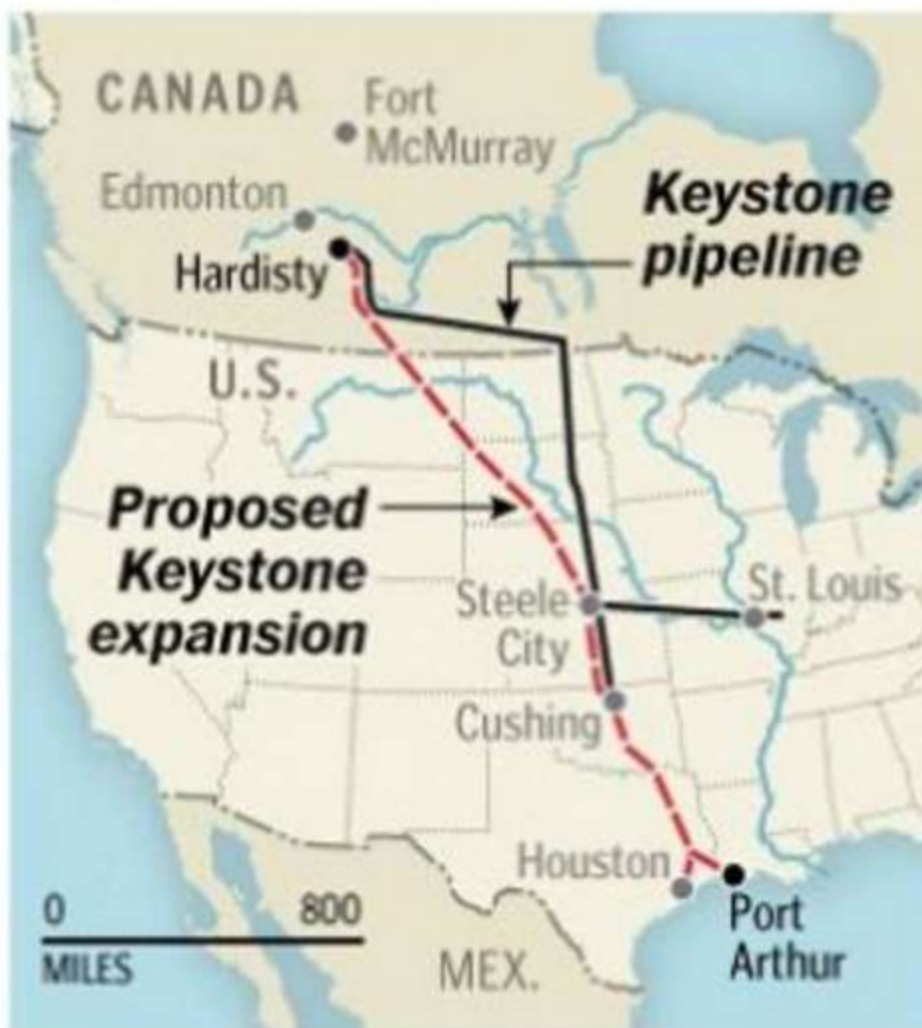 CANADA
Fort
McMurray
Edmonton
Keystone
pipeline
Hardisty
U.S.
Proposed
Keystone
expansion
Steele
City
St. Louis
Cushing
Houston
0 800
MILES
Port
Arthur
MEX.